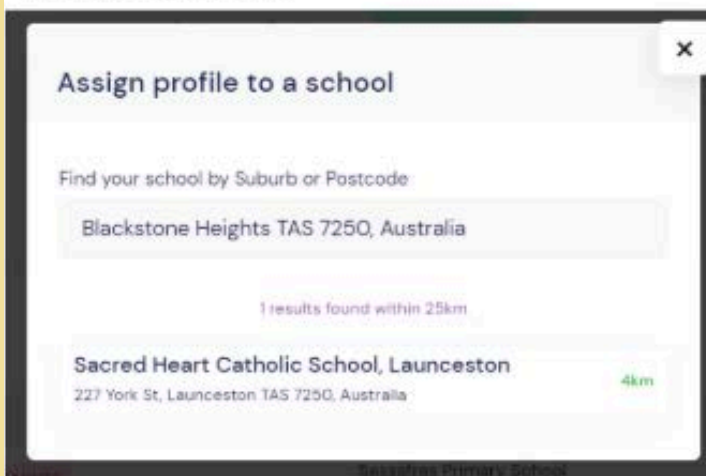 Assign profile to a school
×
Find your school by Suburb or Postcode
Blackstone Heights TAS 7250, Australia
1 results found within 25km
Sacred Heart Catholic School, Launceston
4km
227 York St, Launceston TAS 7250, Australia
Sassafras Primary School